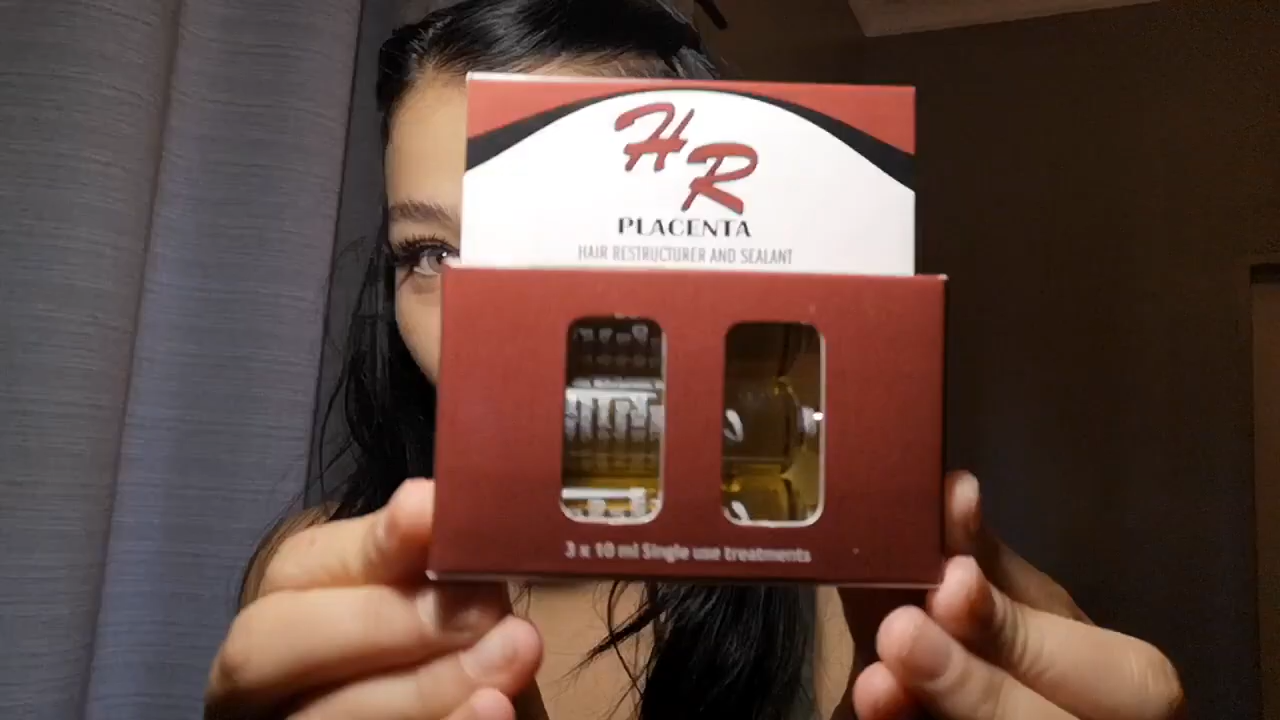 HR
PLACENTA
HAIR RESTRUCTURER AND SEALANT
3 x 10 ml Single use treatments